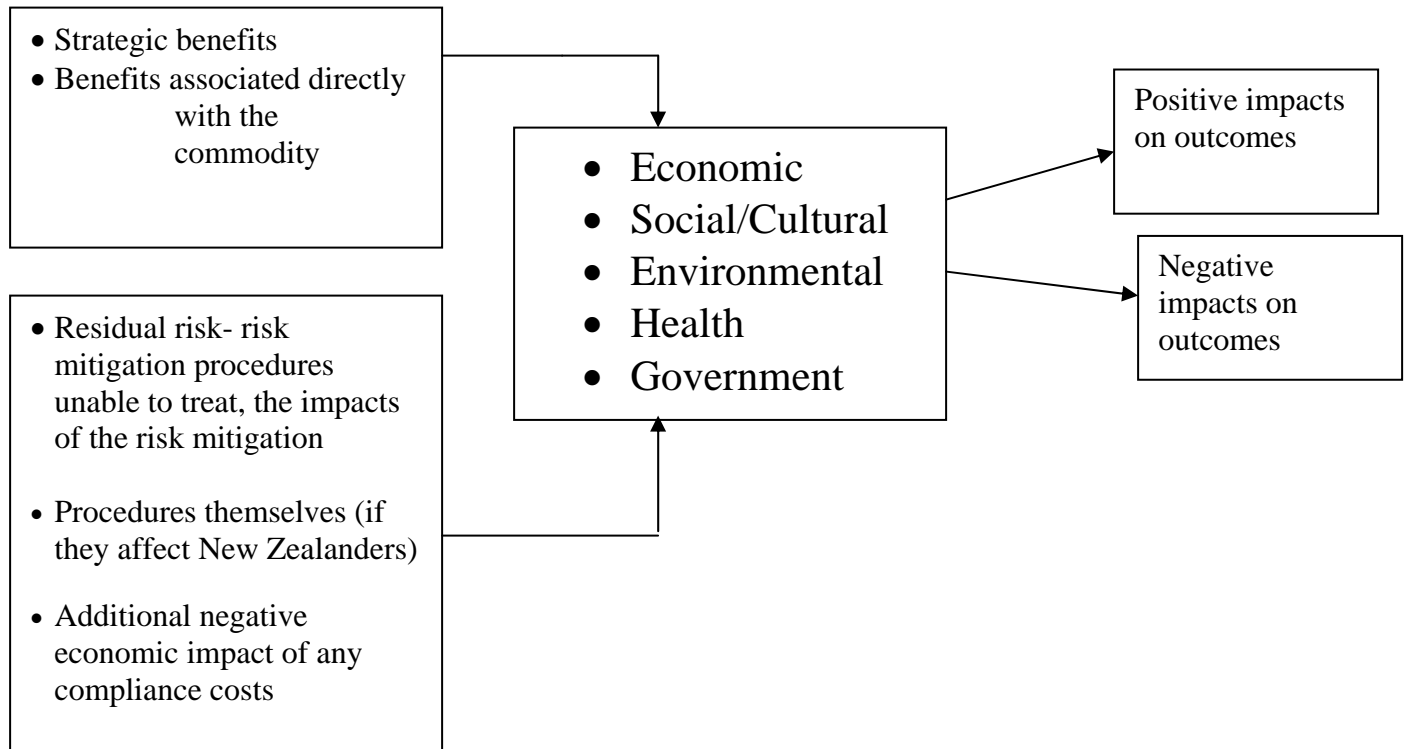 • Strategic benefits
• Benefits associated directly
with the
commodity
• Residual risk- risk
mitigation procedures
unable to treat, the impacts
of the risk mitigation
• Procedures themselves (if
they affect New Zealanders)
• Additional negative
economic impact of any
compliance costs
• Economic
• Social/Cultural
• Environmental
• Health
• Government
Positive impacts
on outcomes
Negative
impacts on
outcomes